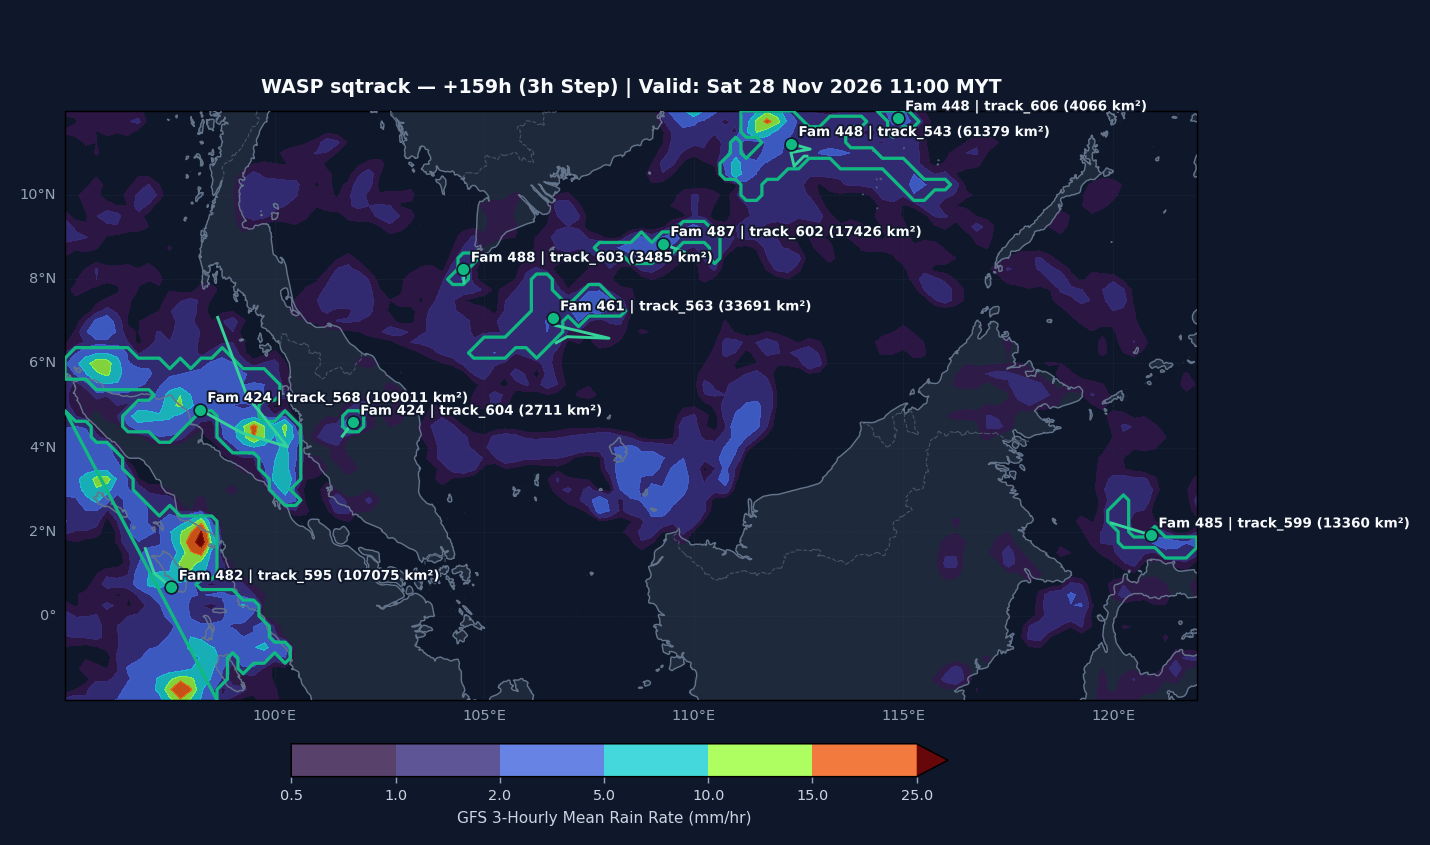 WASP sqtrack — +159h (3h Step) | Valid: Sat 28 Nov 2026 11:00 MYT
Fam 448 | track_606 (4066 km²)
Fam 448 | track_543 (61379 km²)
10°N
Fam 487 | track_602 (17426 km²)
Fam 488 | track_603 (3485 km²)
8°N
Fam 461 | track_563 (33691 km²)
6°N
Fam 424 | track_568 (109011 km²)
Fam 424 | track_604 (2711 km²)
4°N
Fam 485 | track_599 (13360 km²)
2°N
Fam 482 | track_595 (107075 km²)
0°
100°E 105°E 110°E 115°E 120°E
0.5 1.0 2.0 5.0 10.0 15.0 25.0
GFS 3-Hourly Mean Rain Rate (mm/hr)